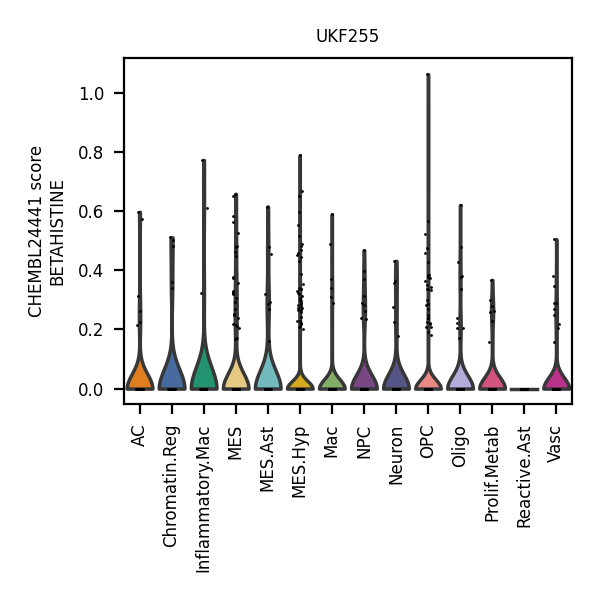 UKF255
CHEMBL24441 score
BETAHISTINE
1.0
0.8
0.6
0.4
0.2
0.0
AC
Chromatin.Reg
Inflammatory.Mac
MES
MES.Ast
MES.Hyp
Mac
NPC
Neuron
OPC
Oligo
Prolif.Metab
Reactive.Ast
Vasc